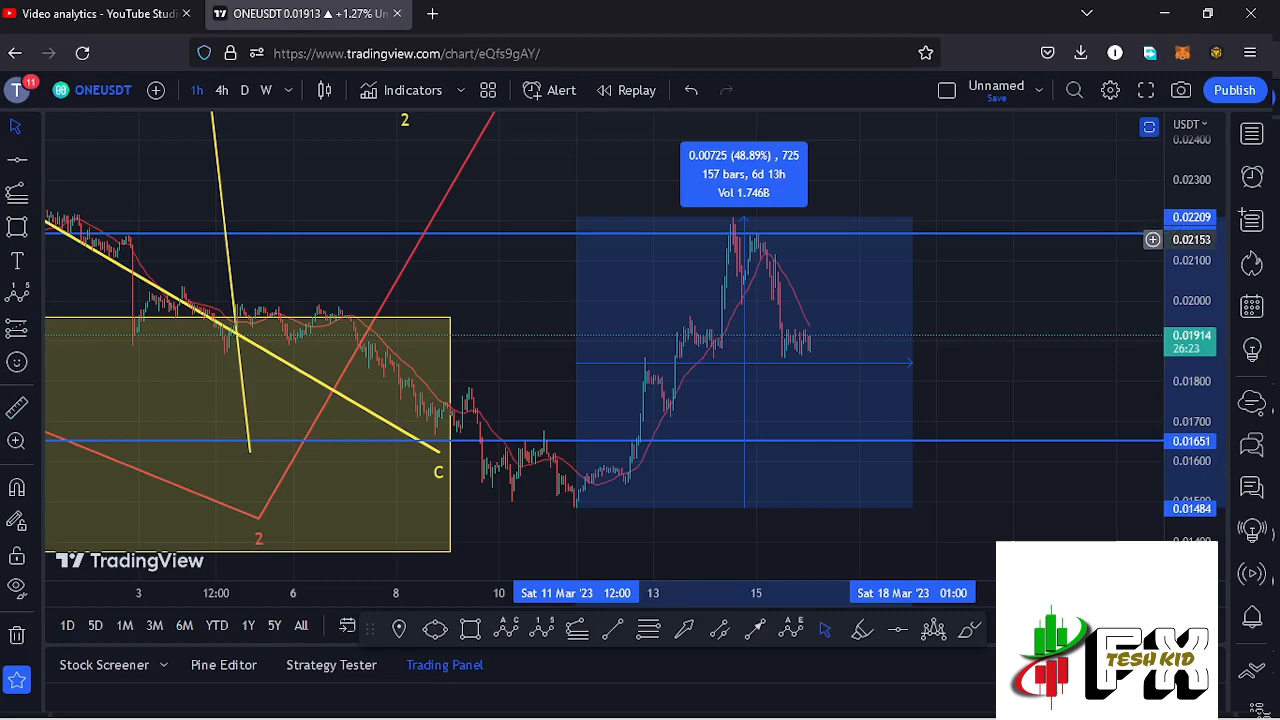 Video analytics - YouTube Studi
ONEUSDT 0.01913 ▲ +1.27% Un
https://www.tradingview.com/chart/eQfs9gAY/
T
11
ONEUSDT
1h
4h
D
W
Indicators
Alert
Replay
Unnamed
Save
Publish
USDT
2
0.00725 (48.89%) , 725
157 bars, 6d 13h
Vol 1.746B
0.02400
0.02300
0.02209
0.02153
0.02100
0.02000
0.01914
26:23
0.01800
0.01700
0.01651
0.01600
0.01500
0.01484
0.01400
C
2
TradingView
3
12:00
6
8
10
Sat 11 Mar '23 12:00
13
15
Sat 18 Mar '23 01:00
1D
5D
1M
3M
6M
YTD
1Y
5Y
All
Stock Screener
Pine Editor
Strategy Tester
Trading Panel
FX
TESH KID